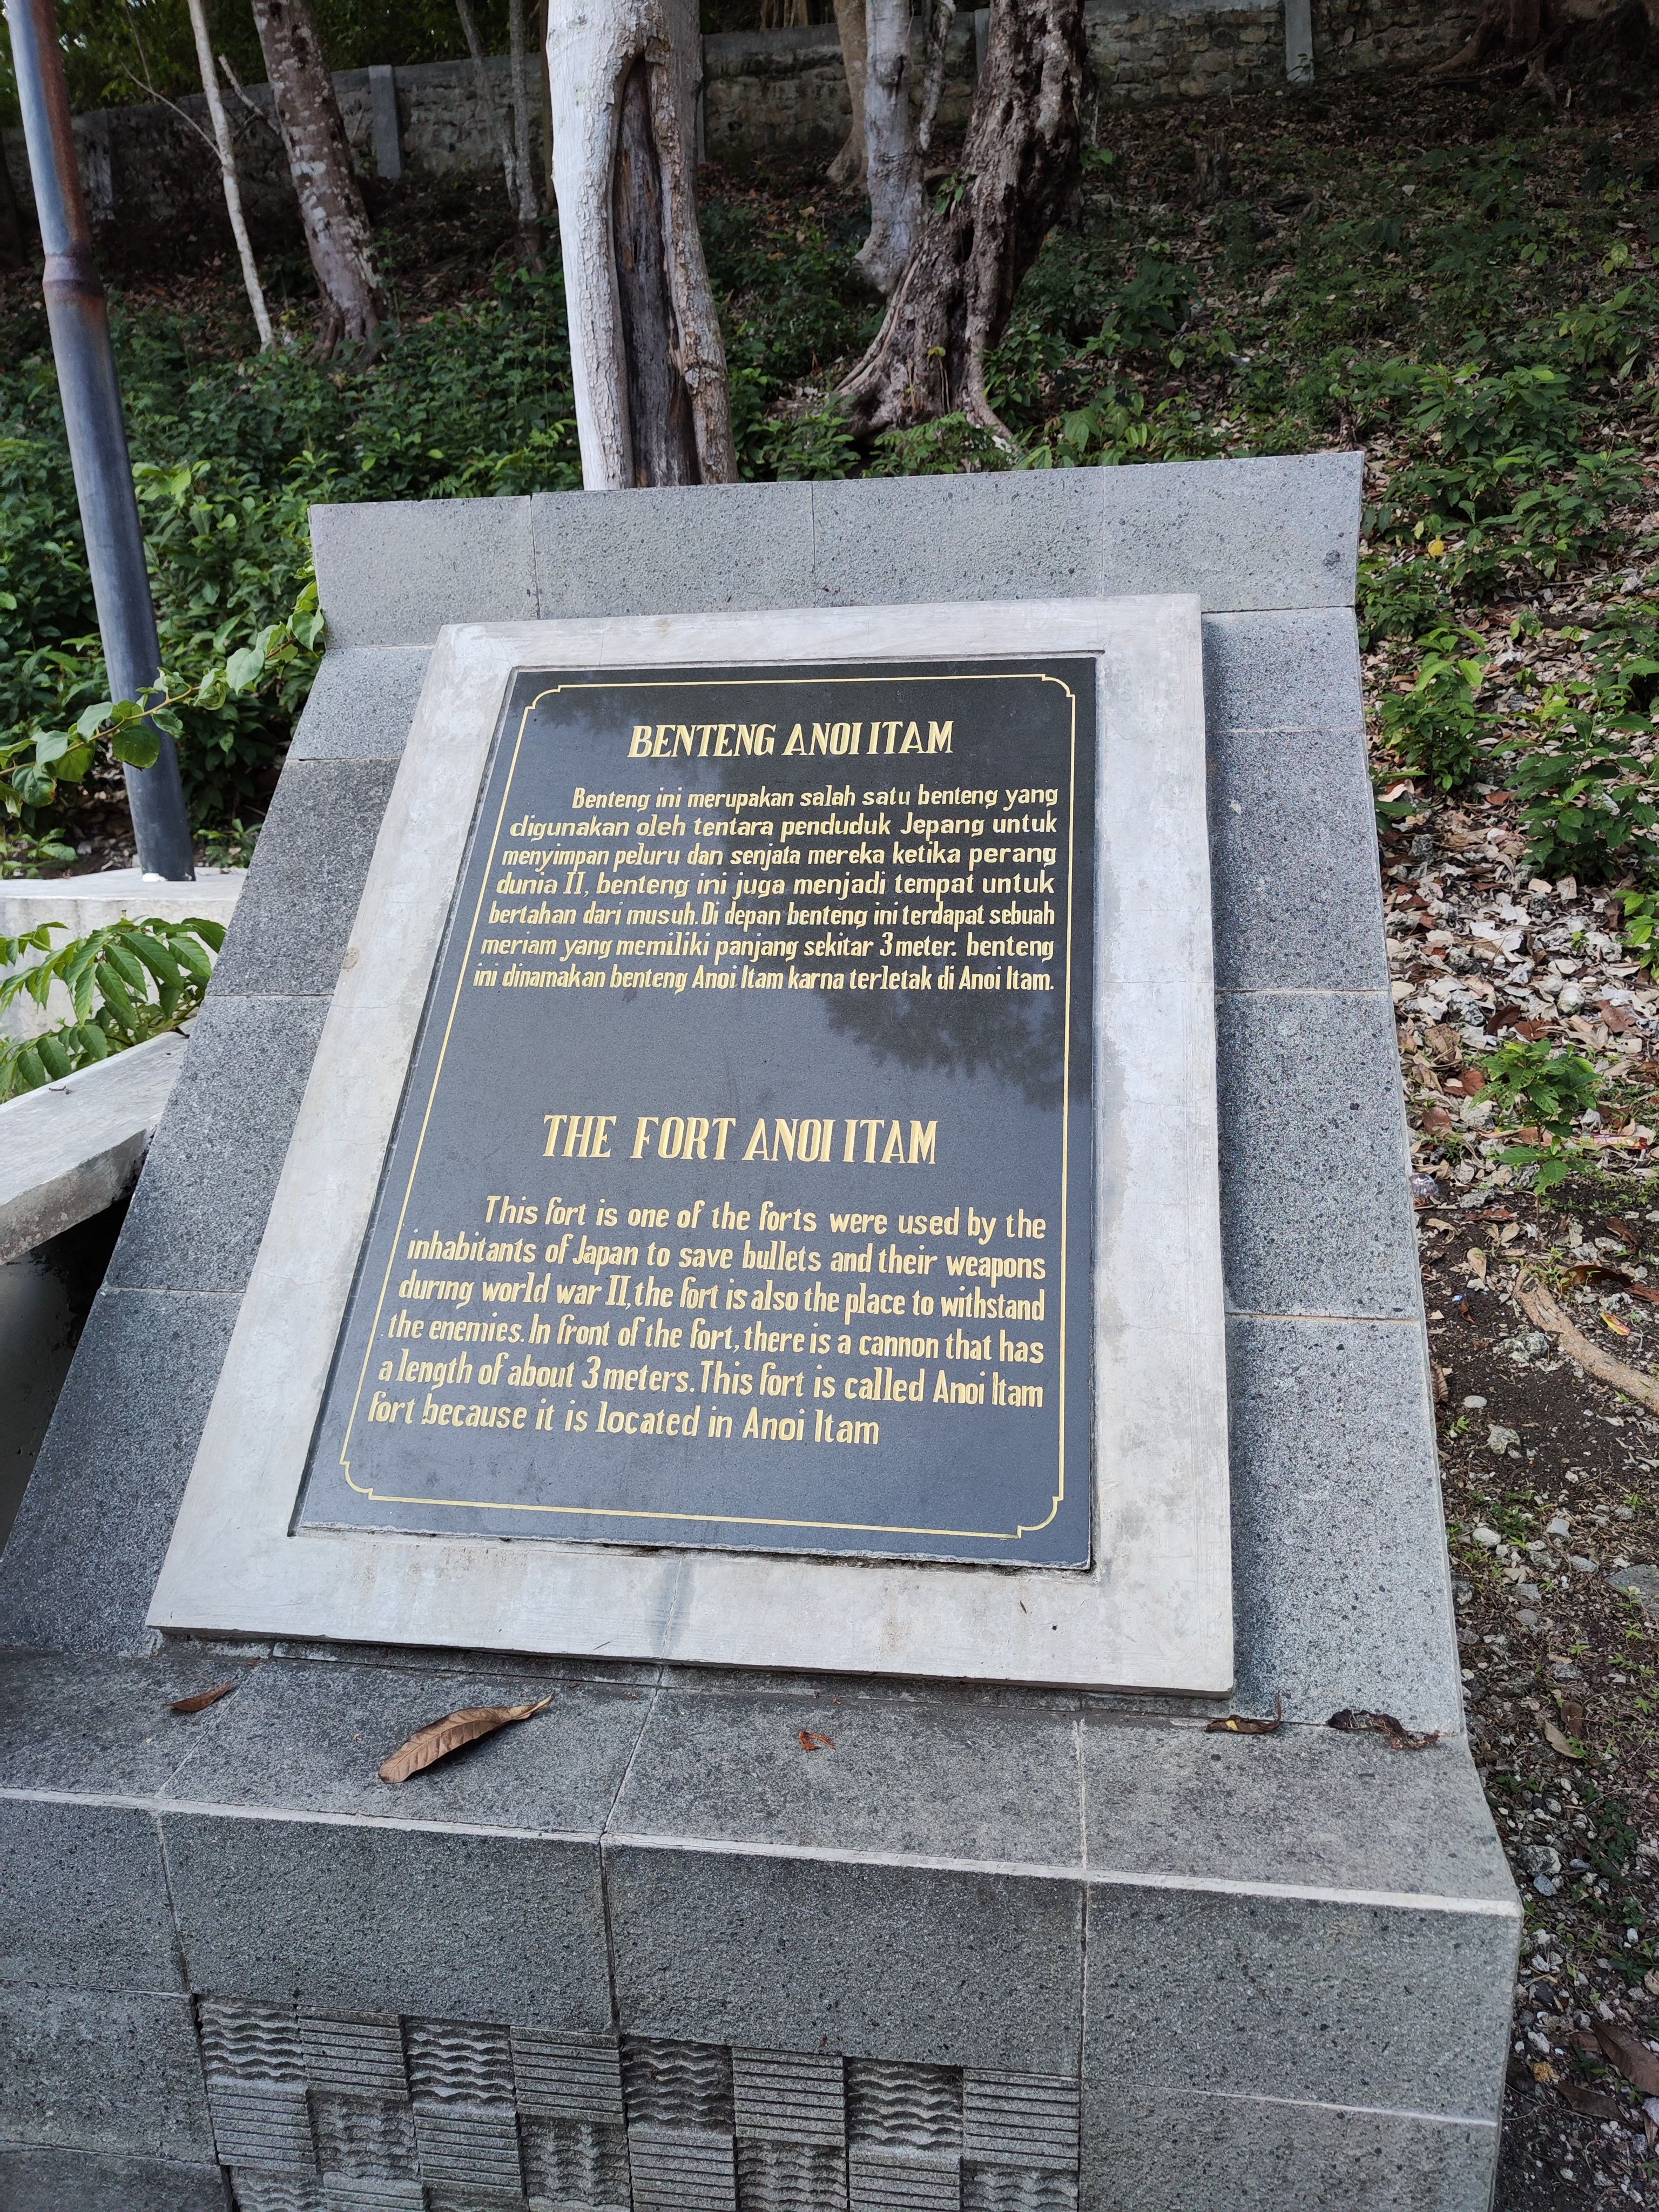 BENTENG ANOI ITAM
Benteng ini merupakan salah satu benteng yang
digunakan oleh tentara penduduk Jepang untuk
menyimpan peluru dan senjata mereka ketika perang
dunia II, benteng ini juga menjadi tempat untuk
bertahan dari musuh. Di depan benteng ini terdapat sebuah
meriam yang memiliki panjang sekitar 3 meter. benteng
ini dinamakan benteng Anoi Itam karna terletak di Anoi Itam.
THE FORT ANOI ITAM
This fort is one of the forts were used by the
inhabitants of Japan to save bullets and their weapons
during world war II, the fort is also the place to withstand
the enemies. In front of the fort, there is a cannon that has
a length of about 3 meters. This fort is called Anoi Itam
fort because it is located in Anoi Itam